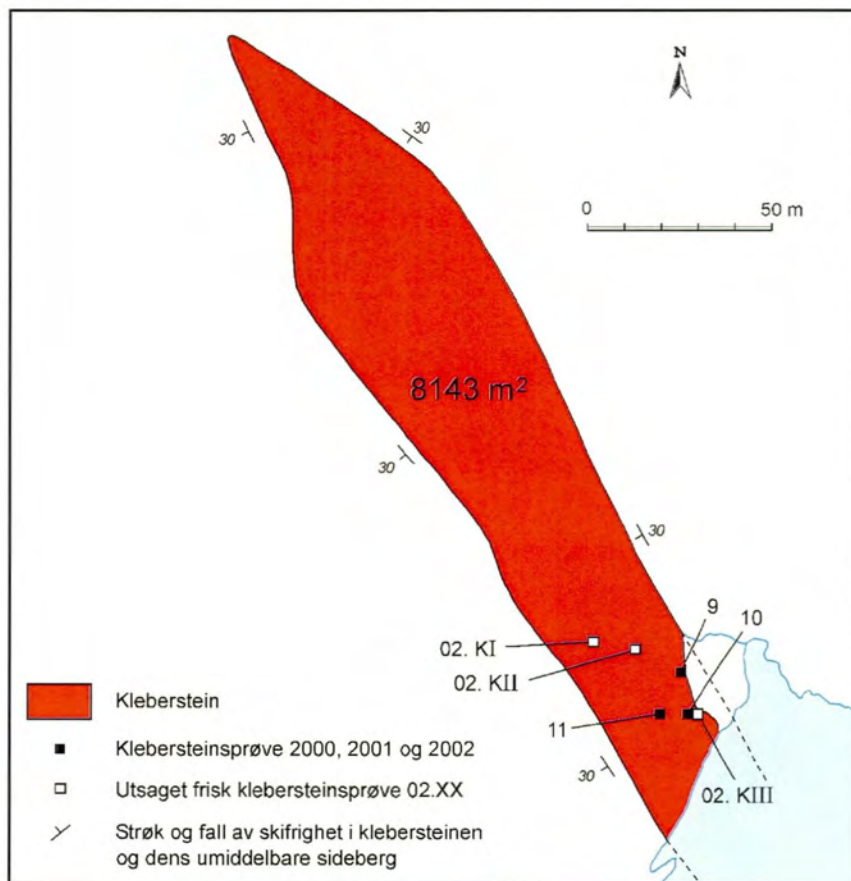 N
30
30
0 50 m
8143 m²
30
30
9
10
02. KI
02. KII
11
30
02. KIII
Kleberstein
Klebersteinsprøve 2000, 2001 og 2002
Utsaget frisk klebersteinsprøve 02.XX
Strøk og fall av skifrighet i klebersteinen
og dens umiddelbare sideberg